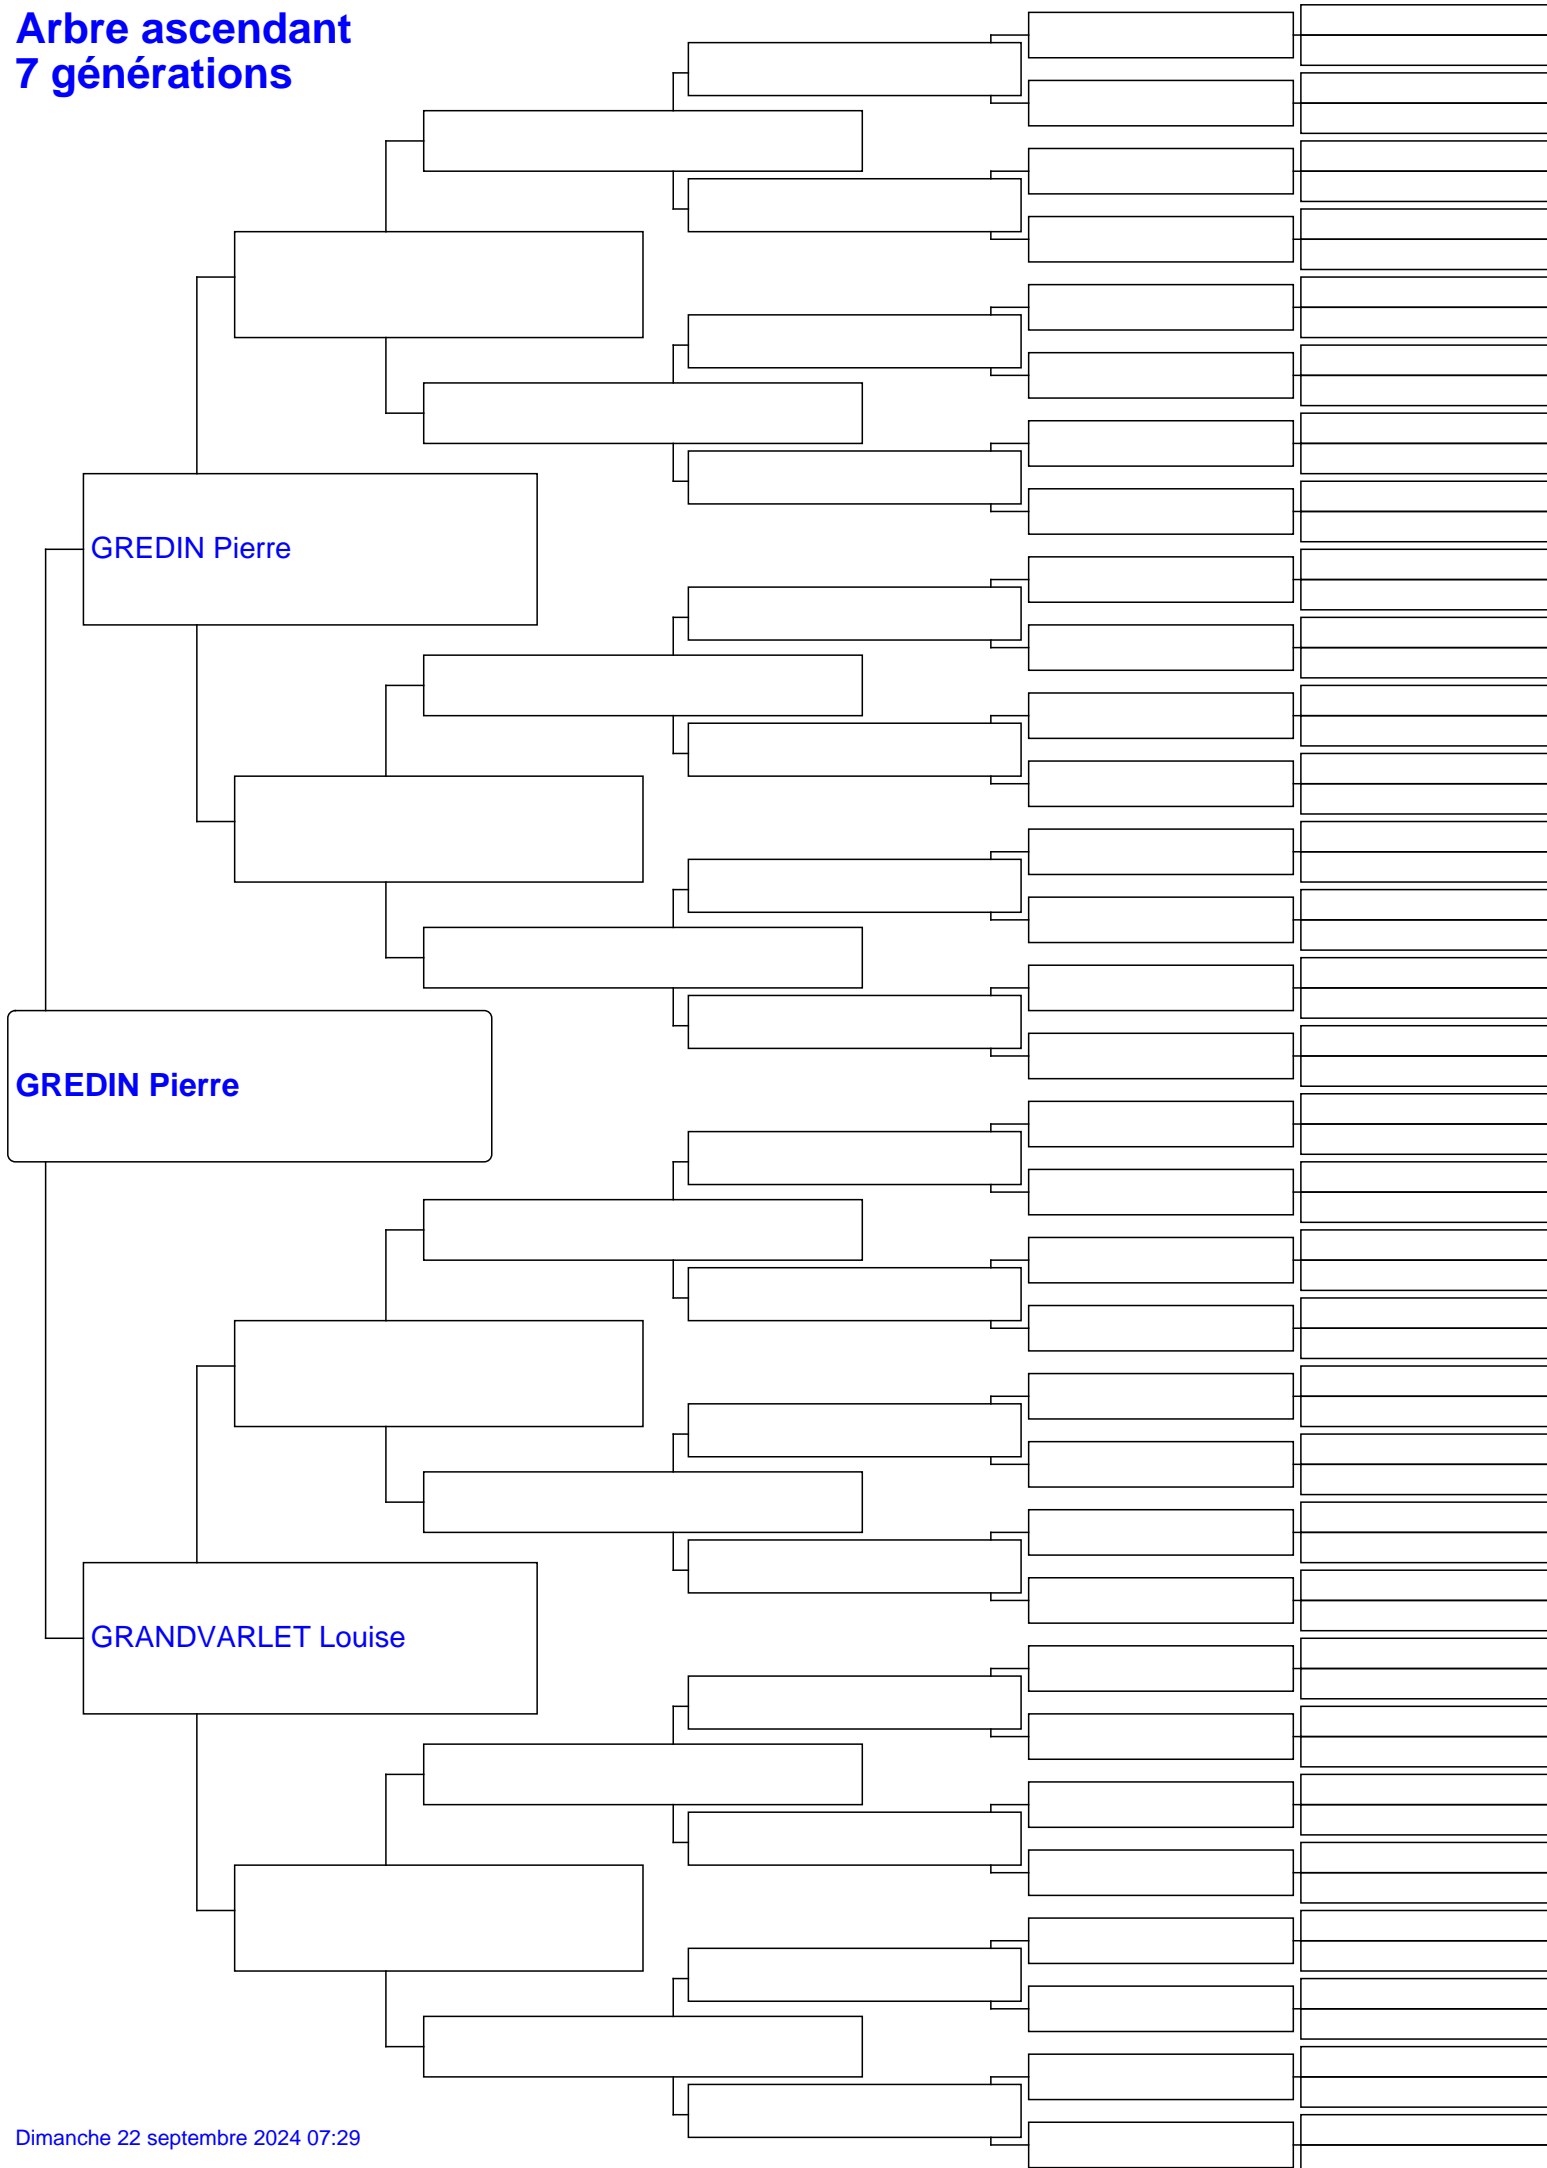 Arbre ascendant
7 générations
GREDIN Pierre
GREDIN Pierre
GRANDVARLET Louise
Dimanche 22 septembre 2024 07:29